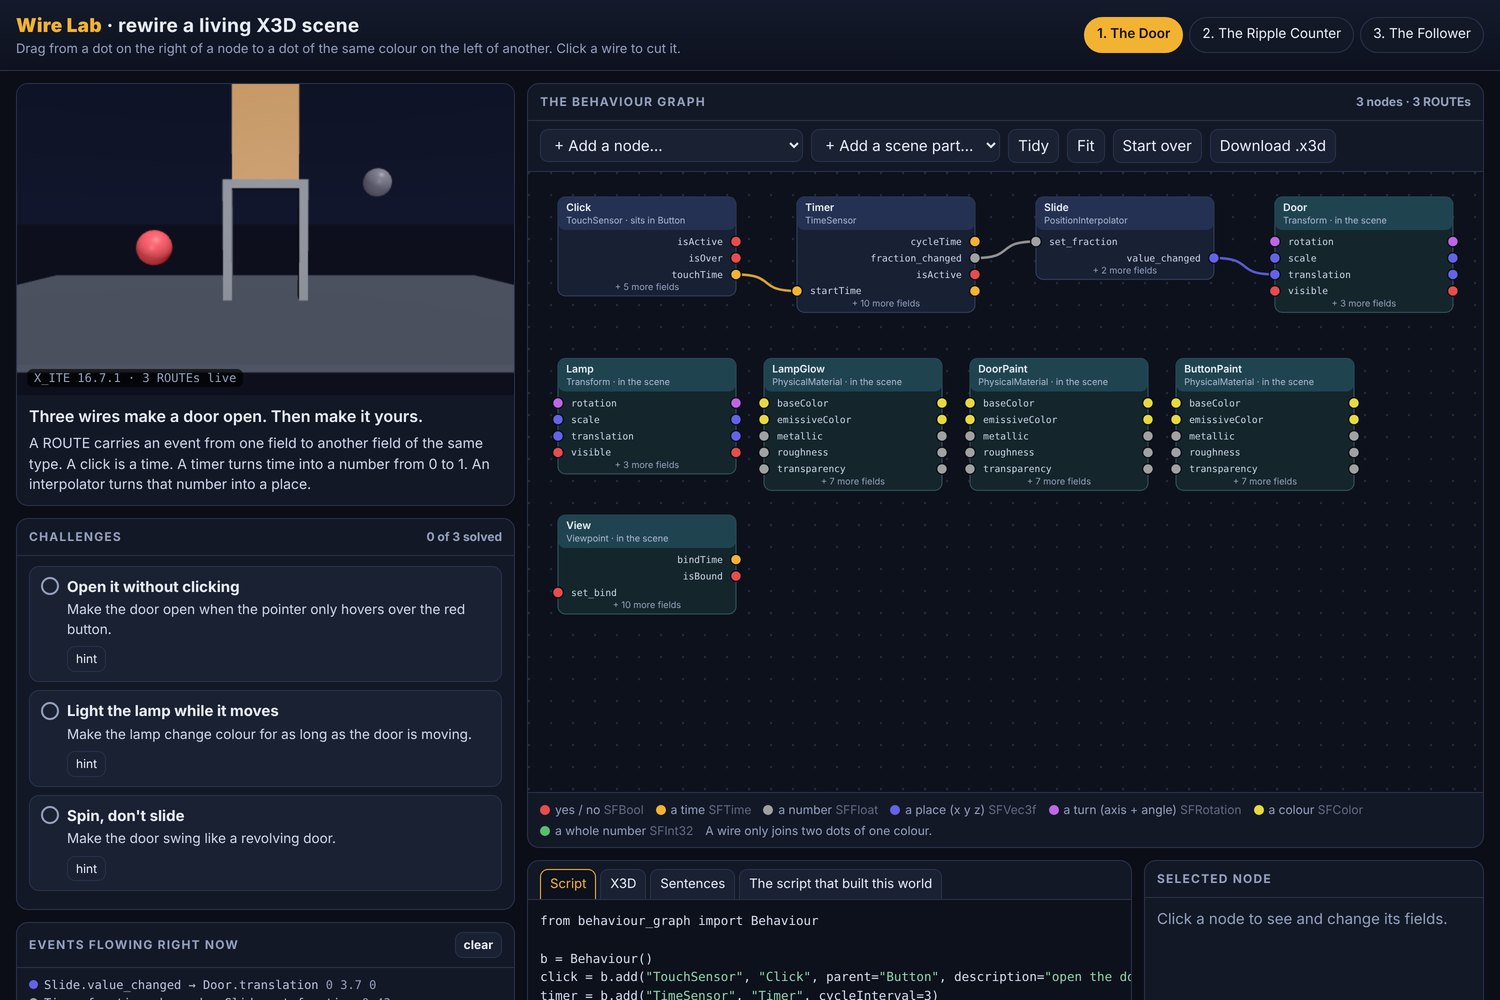 Wire Lab · rewire a living X3D scene
Drag from a dot on the right of a node to a dot of the same colour on the left of another. Click a wire to cut it.
1. The Door
2. The Ripple Counter
3. The Follower
X_ITE 16.7.1 · 3 ROUTEs live
Three wires make a door open. Then make it yours.
A ROUTE carries an event from one field to another field of the same
type. A click is a time. A timer turns time into a number from 0 to 1. An
interpolator turns that number into a place.
CHALLENGES
0 of 3 solved
Open it without clicking
Make the door open when the pointer only hovers over the red
button.
hint
Light the lamp while it moves
Make the lamp change colour for as long as the door is moving.
hint
Spin, don't slide
Make the door swing like a revolving door.
hint
EVENTS FLOWING RIGHT NOW
clear
Slide.value_changed → Door.translation 0 3.7 0
THE BEHAVIOUR GRAPH
3 nodes · 3 ROUTEs
+ Add a node...
+ Add a scene part...
Tidy
Fit
Start over
Download .x3d
Click
TouchSensor · sits in Button
isActive
isOver
touchTime
+ 5 more fields
Timer
TimeSensor
cycleTime
fraction_changed
isActive
startTime
+ 10 more fields
Slide
PositionInterpolator
set_fraction
value_changed
+ 2 more fields
Door
Transform · in the scene
rotation
scale
translation
visible
+ 3 more fields
Lamp
Transform · in the scene
rotation
scale
translation
visible
+ 3 more fields
LampGlow
PhysicalMaterial · in the scene
baseColor
emissiveColor
metallic
roughness
transparency
+ 7 more fields
DoorPaint
PhysicalMaterial · in the scene
baseColor
emissiveColor
metallic
roughness
transparency
+ 7 more fields
ButtonPaint
PhysicalMaterial · in the scene
baseColor
emissiveColor
metallic
roughness
transparency
+ 7 more fields
View
Viewpoint · in the scene
bindTime
isBound
set_bind
+ 10 more fields
yes / no SFBool
a time SFTime
a number SFFloat
a place (x y z) SFVec3f
a turn (axis + angle) SFRotation
a colour SFColor
a whole number SFInt32
A wire only joins two dots of one colour.
Script
X3D
Sentences
The script that built this world
from behaviour_graph import Behaviour
b = Behaviour()
click = b.add("TouchSensor", "Click", parent="Button", description="open the do
timer = b.add("TimeSensor", "Timer", cycleInterval=3)
SELECTED NODE
Click a node to see and change its fields.